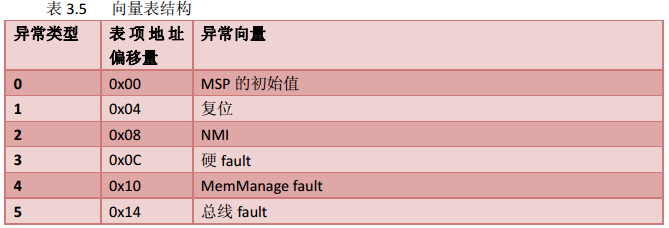 表 3.5 向量表结构
异常类型 表项地址偏移量 异常向量
0 0x00 MSP 的初始值
1 0x04 复位
2 0x08 NMI
3 0x0C 硬 fault
4 0x10 MemManage fault
5 0x14 总线 fault